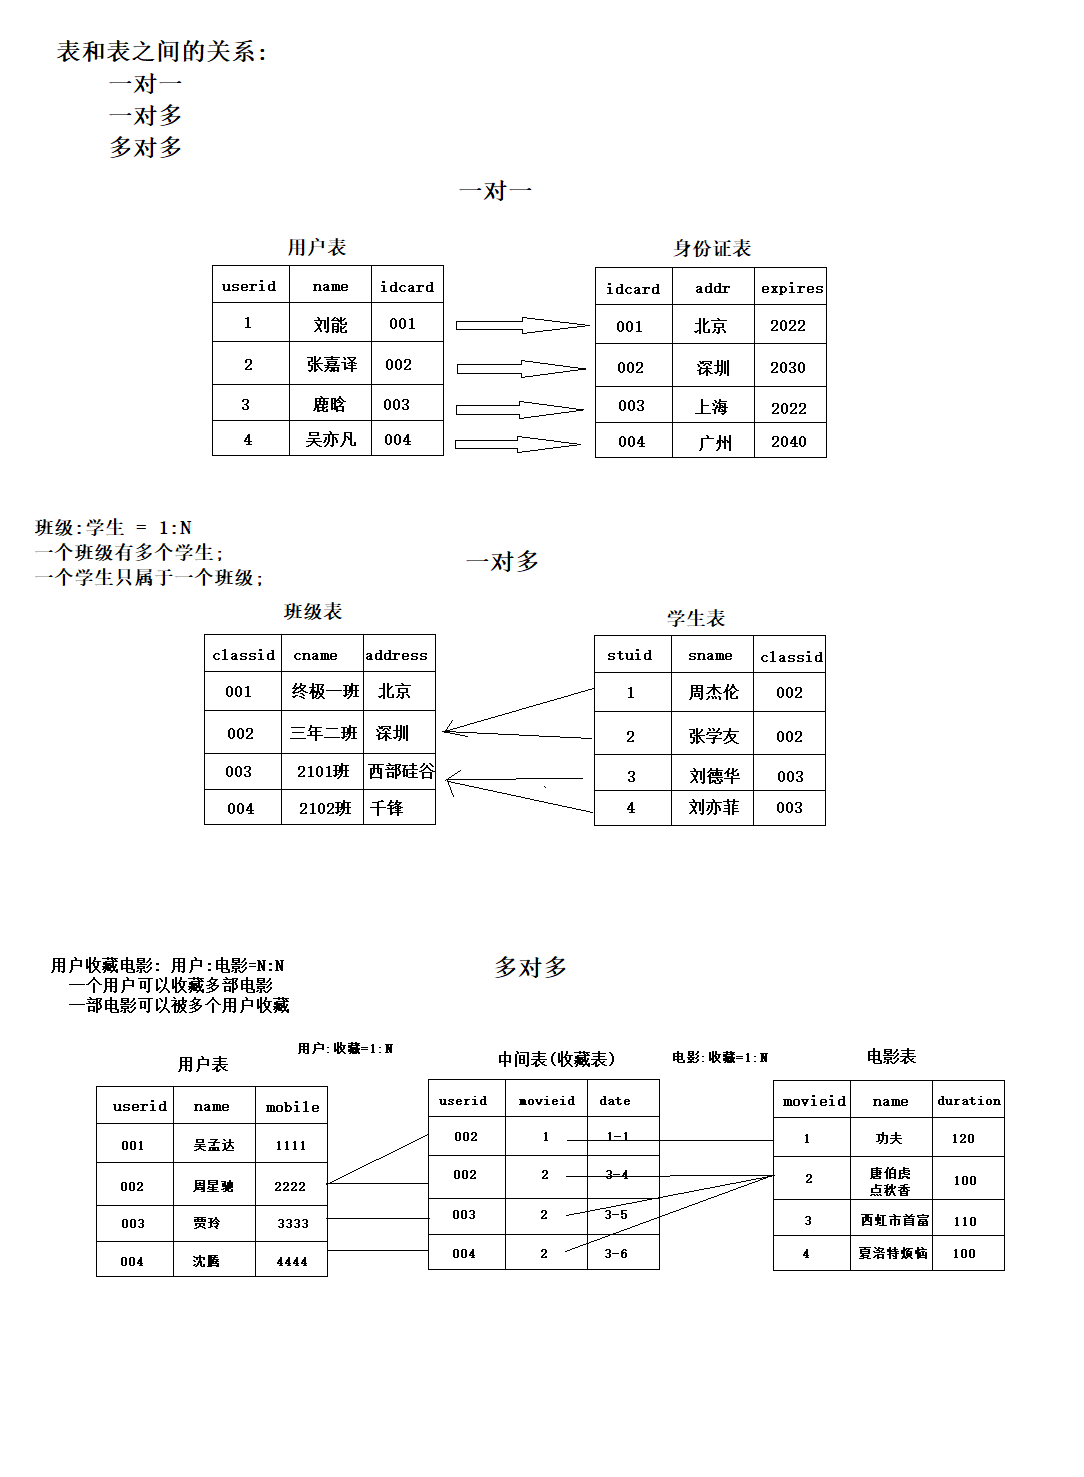 表和表之间的关系:
一对一
一对多
多对多
一对一
用户表 身份证表
userid name idcard idcard addr expires
1 刘能 001 001 北京 2022
2 张嘉译 002 002 深圳 2030
3 鹿晗 003 003 上海 2022
4 吴亦凡 004 004 广州 2040
班级:学生 = 1:N
一个班级有多个学生;
一个学生只属于一个班级;
一对多
班级表 学生表
classid cname address stuid sname classid
001 终极一班 北京 1 周杰伦 002
002 三年二班 深圳 2 张学友 002
003 2101班 西部硅谷 3 刘德华 003
004 2102班 千锋 4 刘亦菲 003
用户收藏电影: 用户:电影=N:N
一个用户可以收藏多部电影
一部电影可以被多个用户收藏
多对多
用户表 用户:收藏=1:N 中间表(收藏表) 电影:收藏=1:N 电影表
userid name mobile userid movieid date movieid name duration
001 吴孟达 1111 002 1 1-1 1 功夫 120
002 周星驰 2222 002 2 3-4 2 唐伯虎 100
点秋香
003 贾玲 3333 003 2 3-5 3 西虹市首富 110
004 沈腾 4444 004 2 3-6 4 夏洛特烦恼 100